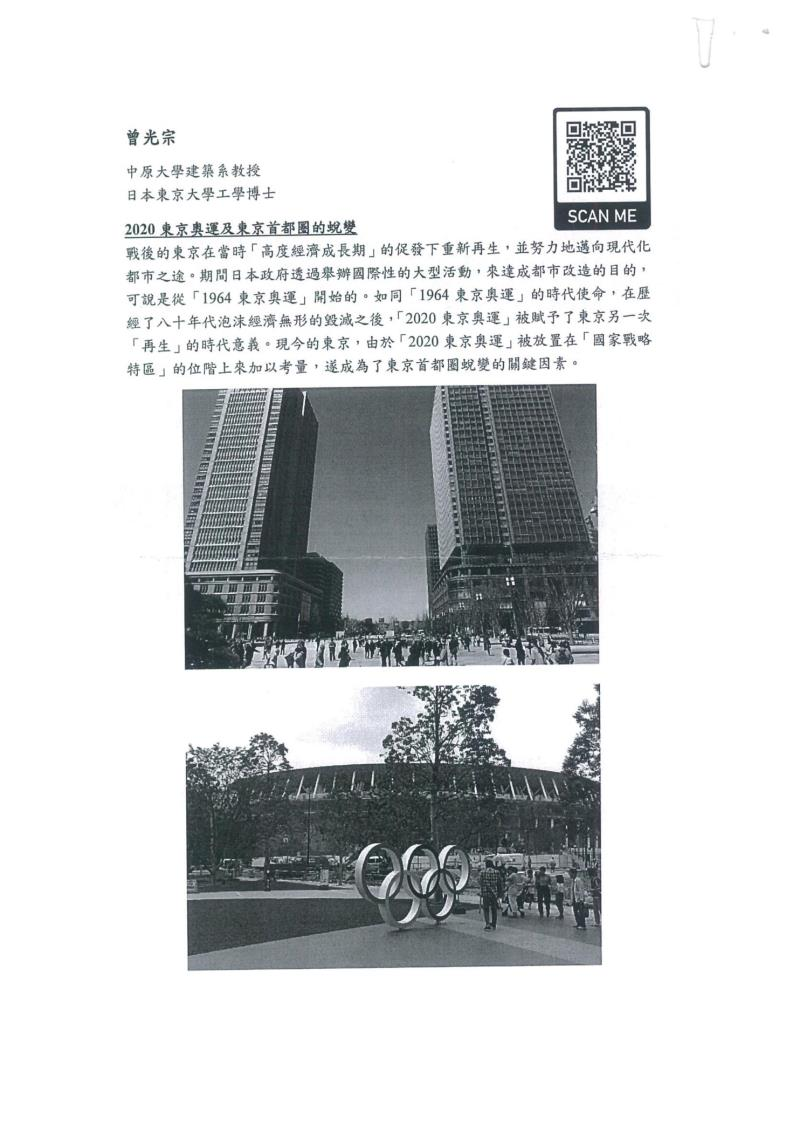 曾光宗
SCAN ME
中原大學建築系教授
日本東京大學工學博士
2020 東京奧運及東京首都圈的蛻變
戰後的東京在當時「高度經濟成長期」的促發下重新再生，並努力地邁向現代化
都市之途。期間日本政府透過舉辦國際性的大型活動，來達成都市改造的目的，
可說是從「1964 東京奧運」開始的。如同「1964 東京奧運」的時代使命，在歷
經了八十年代泡沫經濟無形的毀滅之後，「2020 東京奧運」被賦予了東京另一次
「再生」的時代意義。現今的東京，由於「2020 東京奧運」被放置在「國家戰略
特區」的位階上來加以考量，遂成為了東京首都圈蛻變的關鍵因素。